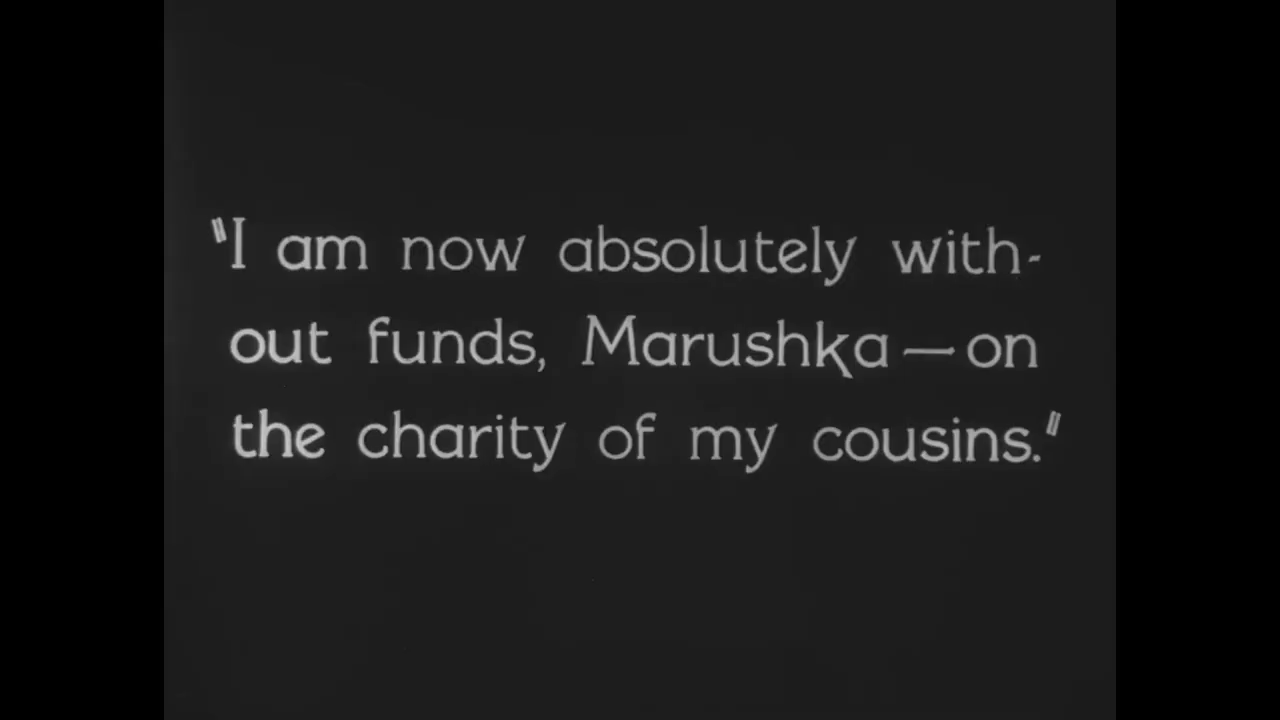 "I am now absolutely with-
out funds, Marushka — on
the charity of my cousins."